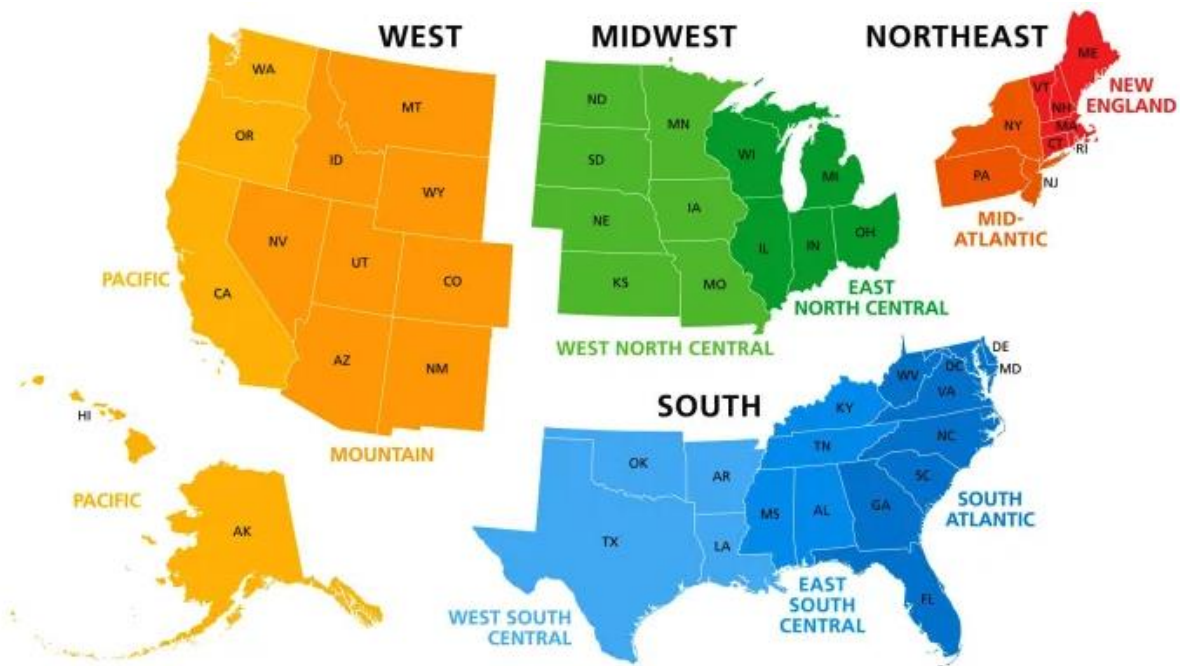 WEST
MIDWEST
NORTHEAST
WA
OR
CA
MT
ID
WY
NV
UT
CO
AZ
NM
PACIFIC
MOUNTAIN
HI
PACIFIC
AK
ND
MN
SD
NE
IA
KS
MO
WI
MI
IL
IN
OH
WEST NORTH CENTRAL
EAST
NORTH CENTRAL
ME
VT
NH
NY
MA
CT
RI
PA
NJ
NEW
ENGLAND
MID-
ATLANTIC
SOUTH
OK
AR
TX
LA
KY
TN
MS
AL
WV
DC
DE
MD
VA
NC
SC
GA
FL
WEST SOUTH
CENTRAL
EAST
SOUTH
CENTRAL
SOUTH
ATLANTIC